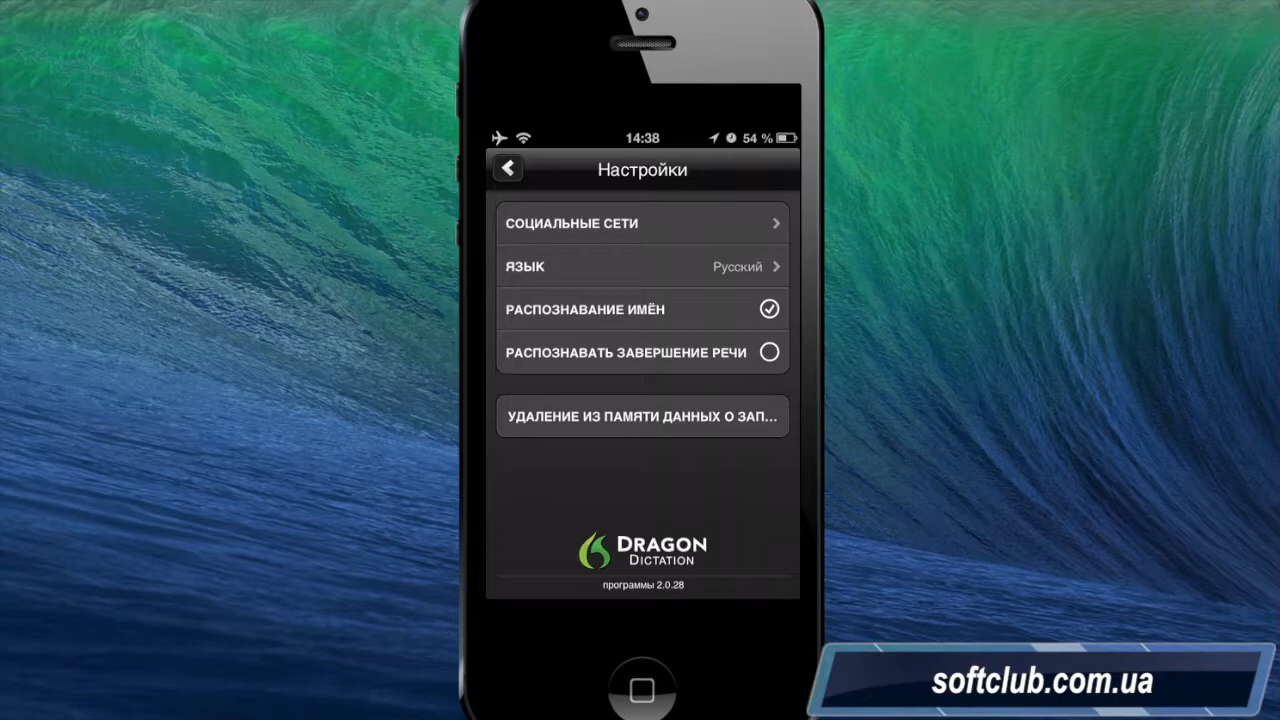 14:38
54 %
Настройки
СОЦИАЛЬНЫЕ СЕТИ
ЯЗЫК Русский
РАСПОЗНАВАНИЕ ИМЁН
РАСПОЗНАВАТЬ ЗАВЕРШЕНИЕ РЕЧИ
УДАЛЕНИЕ ИЗ ПАМЯТИ ДАННЫХ О ЗАП...
DRAGON
DICTATION
программы 2.0.28
softclub.com.ua